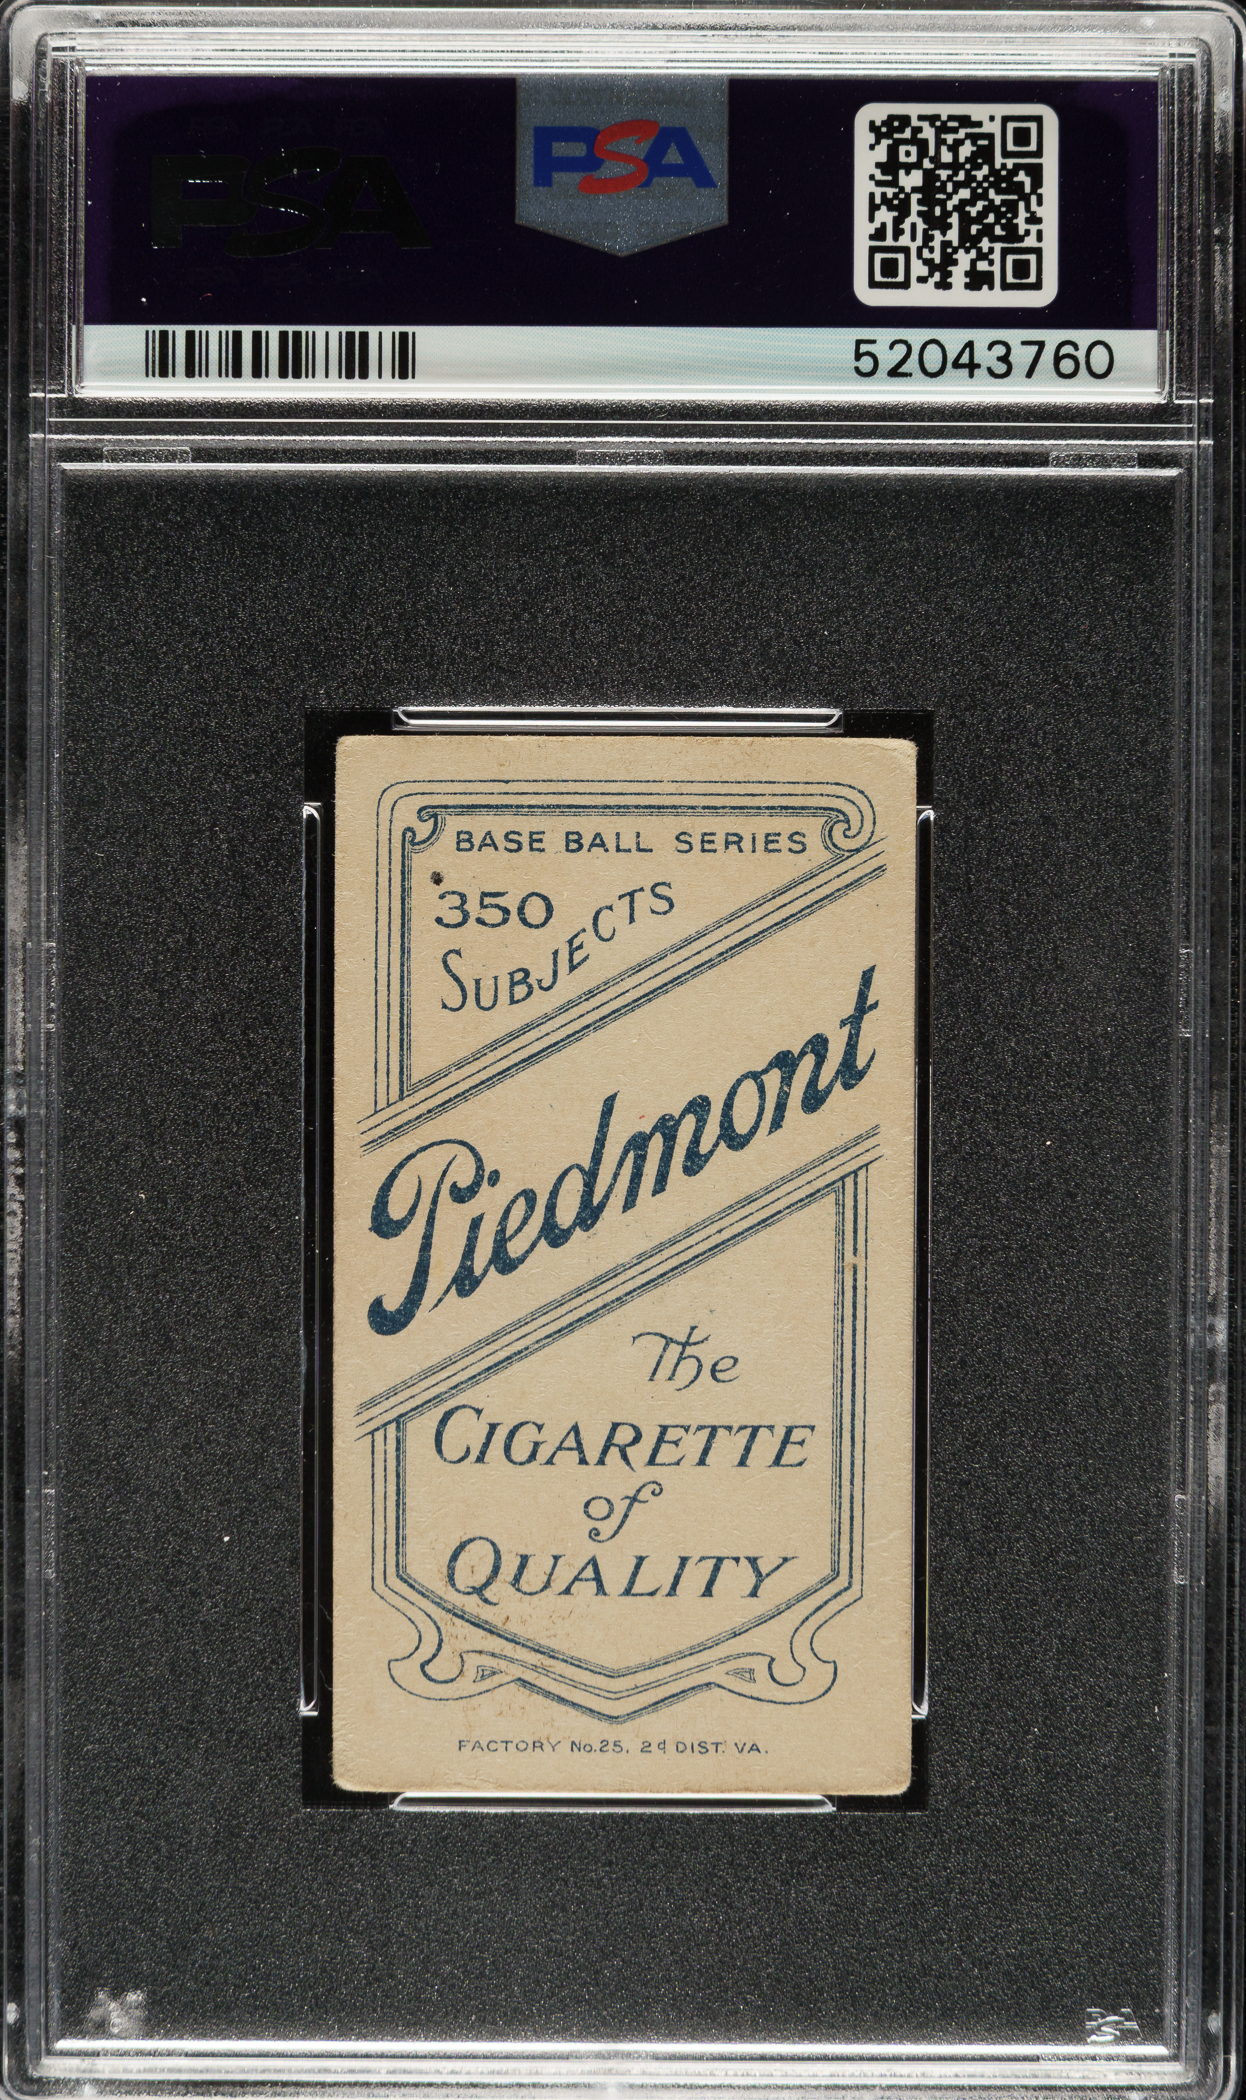 PSA
PSA
52043760
BASE BALL SERIES
350
SUBJECTS
Piedmont
The
CIGARETTE
of
QUALITY
FACTORY No.25, 2d DIST. VA.
PSA